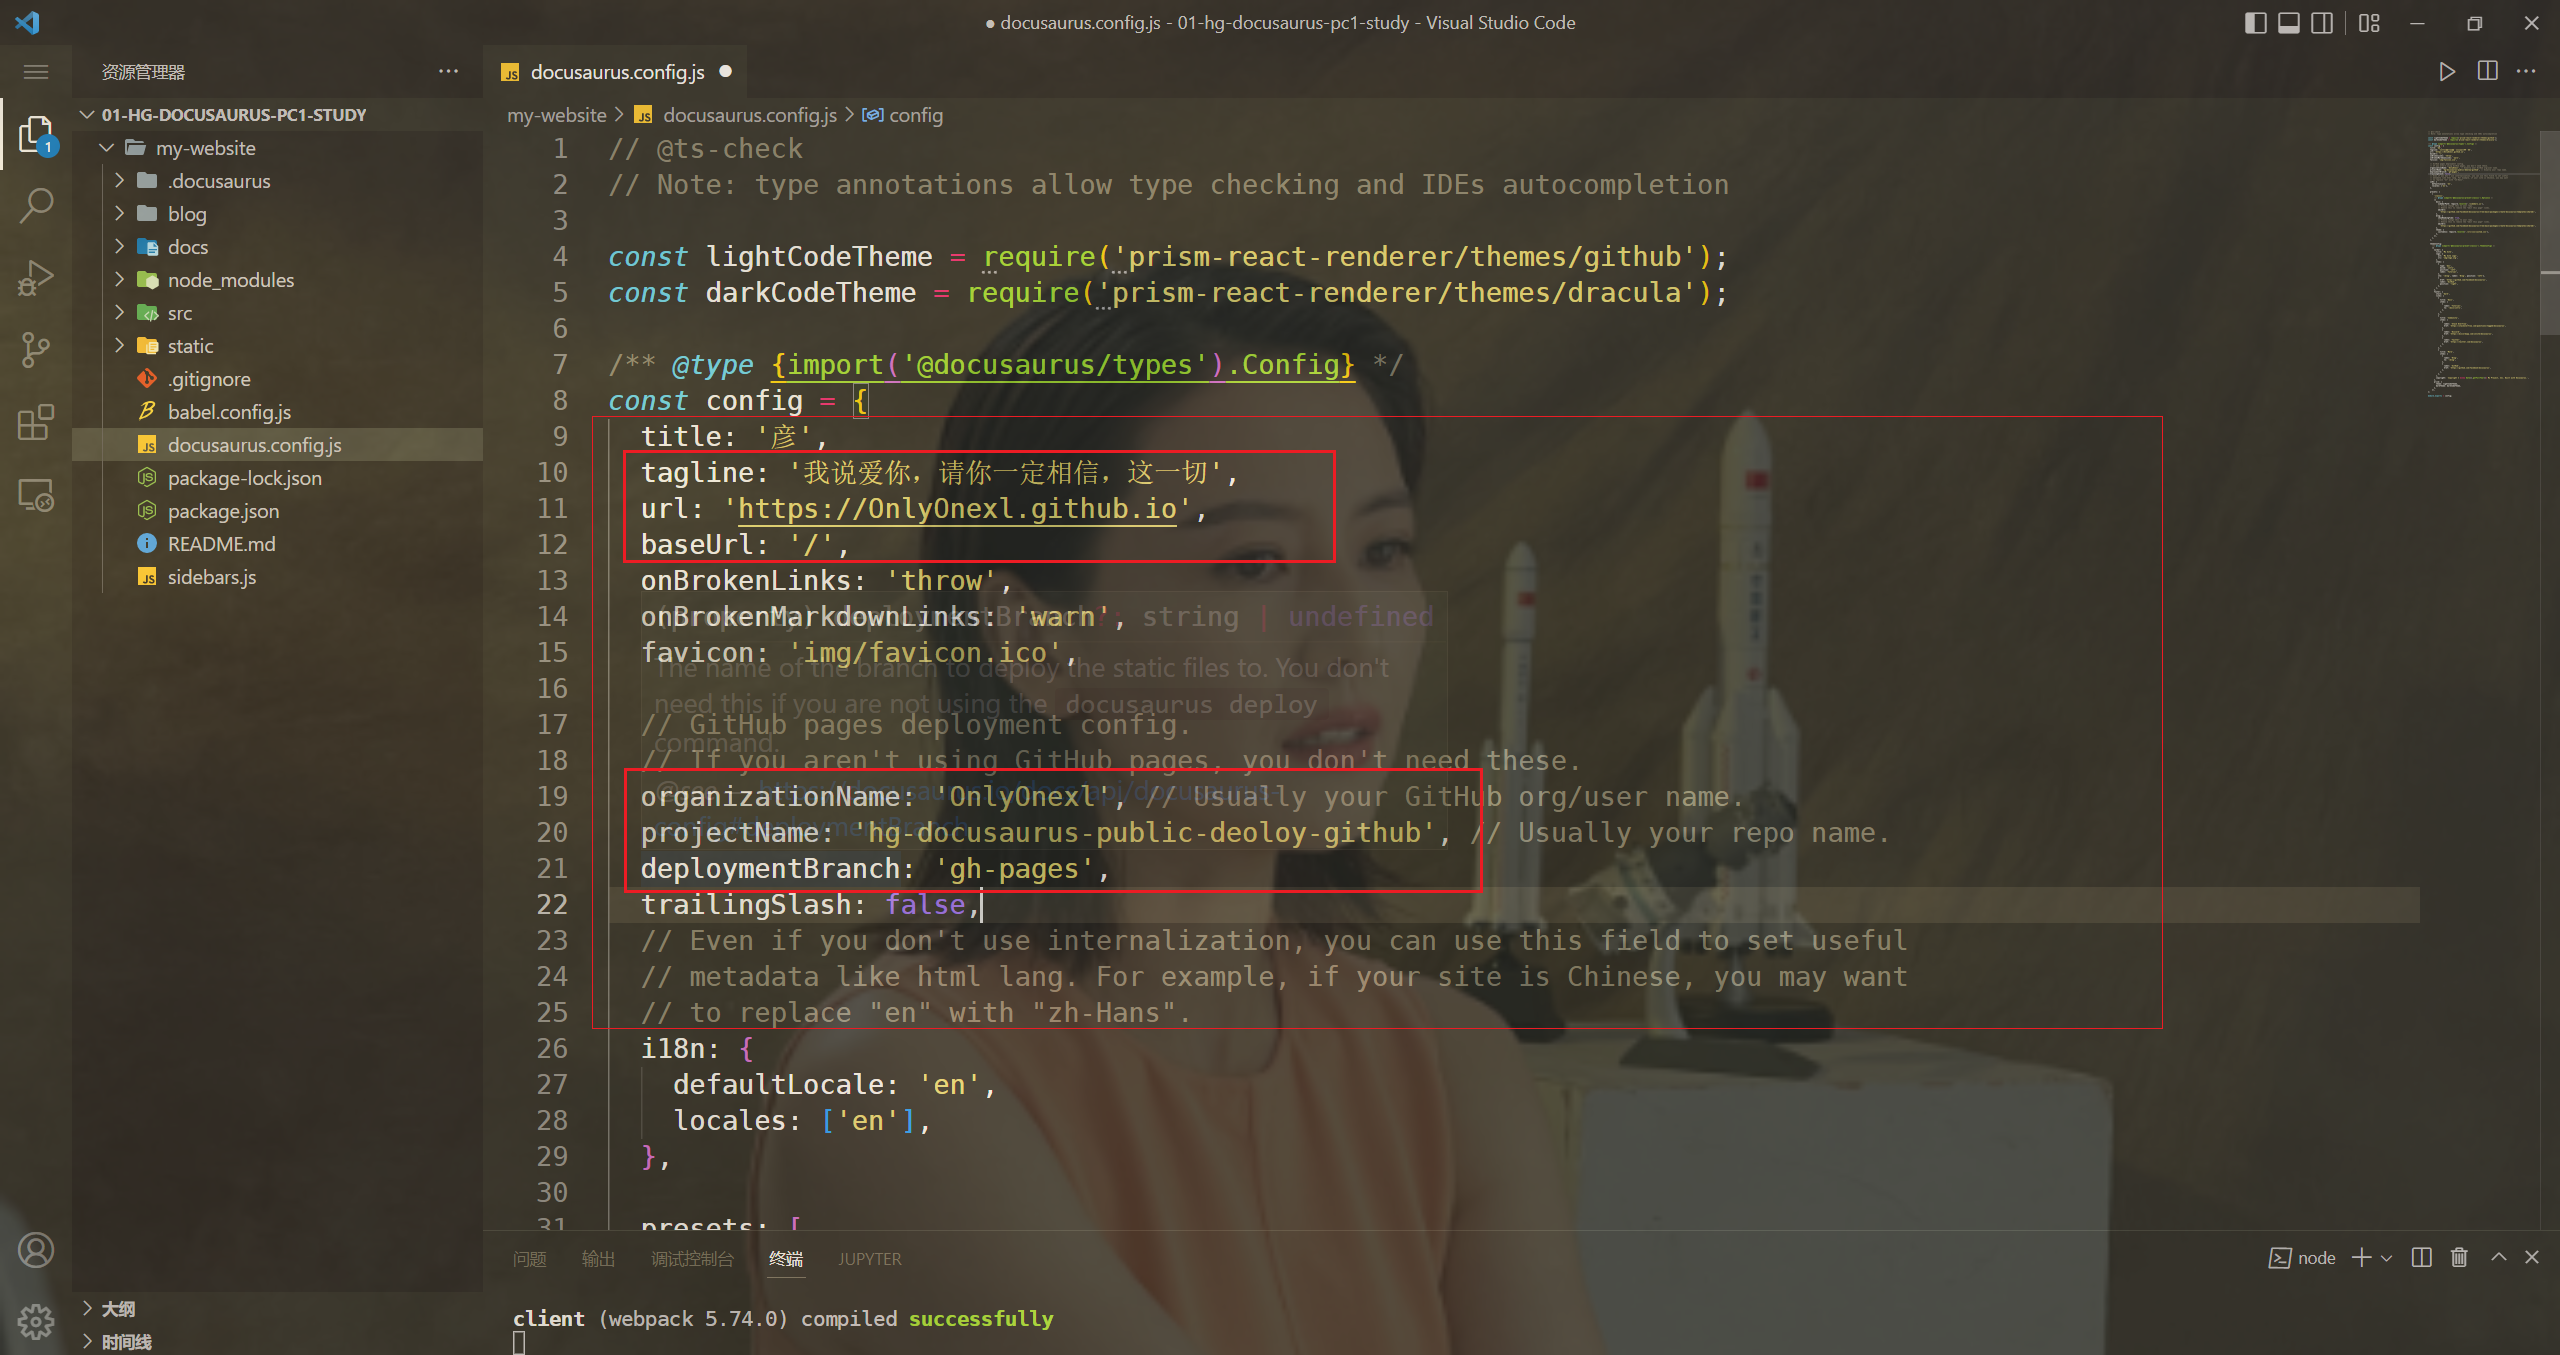 ● docusaurus.config.js - 01-hg-docusaurus-pc1-study - Visual Studio Code
资源管理器
01-HG-DOCUSAURUS-PC1-STUDY
my-website
.docusaurus
blog
docs
node_modules
src
static
.gitignore
babel.config.js
docusaurus.config.js
package-lock.json
package.json
README.md
sidebars.js
1
大纲
时间线
docusaurus.config.js
my-website > docusaurus.config.js > config
1 // @ts-check
2 // Note: type annotations allow type checking and IDEs autocompletion
3
4 const lightCodeTheme = require('prism-react-renderer/themes/github');
5 const darkCodeTheme = require('prism-react-renderer/themes/dracula');
6
7 /** @type {import('@docusaurus/types').Config} */
8 const config = {
9 title: '彦',
10 tagline: '我说爱你，请你一定相信，这一切',
11 url: 'https://OnlyOnexl.github.io',
12 baseUrl: '/',
13 onBrokenLinks: 'throw',
14 onBrokenMarkdownLinks: 'warn',
15 favicon: 'img/favicon.ico',
16
17 // GitHub pages deployment config.
18 // If you aren't using GitHub pages, you don't need these.
19 organizationName: 'OnlyOnexl', // Usually your GitHub org/user name.
20 projectName: 'hg-docusaurus-public-deoloy-github', // Usually your repo name.
21 deploymentBranch: 'gh-pages',
22 trailingSlash: false,
23 // Even if you don't use internalization, you can use this field to set useful
24 // metadata like html lang. For example, if your site is Chinese, you may want
25 // to replace "en" with "zh-Hans".
26 i18n: {
27 defaultLocale: 'en',
28 locales: ['en'],
29 },
30
31 presets: [
string | undefined
The name of the branch to deploy the static files to. You don't
need this if you are not using the docusaurus deploy
command.
问题 输出 调试控制台 终端 JUPYTER
node
client (webpack 5.74.0) compiled successfully